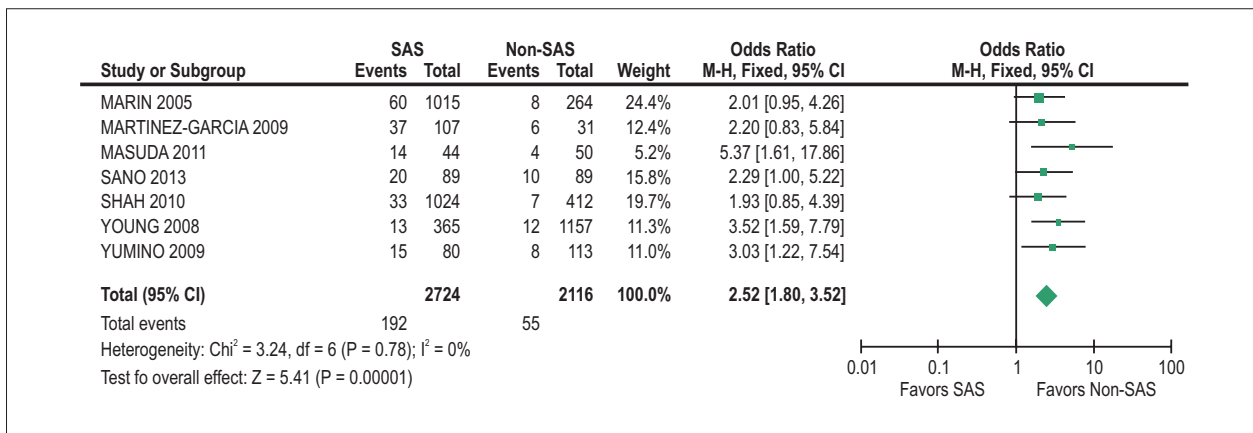 SAS Non-SAS Odds Ratio Odds Ratio
Study or Subgroup Events Total Events Total Weight M-H, Fixed, 95% CI M-H, Fixed, 95% CI
MARIN 2005 60 1015 8 264 24.4% 2.01 [0.95, 4.26]
MARTINEZ-GARCIA 2009 37 107 6 31 12.4% 2.20 [0.83, 5.84]
MASUDA 2011 14 44 4 50 5.2% 5.37 [1.61, 17.86]
SANO 2013 20 89 10 89 15.8% 2.29 [1.00, 5.22]
SHAH 2010 33 1024 7 412 19.7% 1.93 [0.85, 4.39]
YOUNG 2008 13 365 12 1157 11.3% 3.52 [1.59, 7.79]
YUMINO 2009 15 80 8 113 11.0% 3.03 [1.22, 7.54]
Total (95% CI) 2724 2116 100.0% 2.52 [1.80, 3.52]
Total events 192 55
Heterogeneity: Chi² = 3.24, df = 6 (P = 0.78); I² = 0%
Test fo overall effect: Z = 5.41 (P = 0.00001)
0.01 0.1 1 10 100
Favors SAS Favors Non-SAS